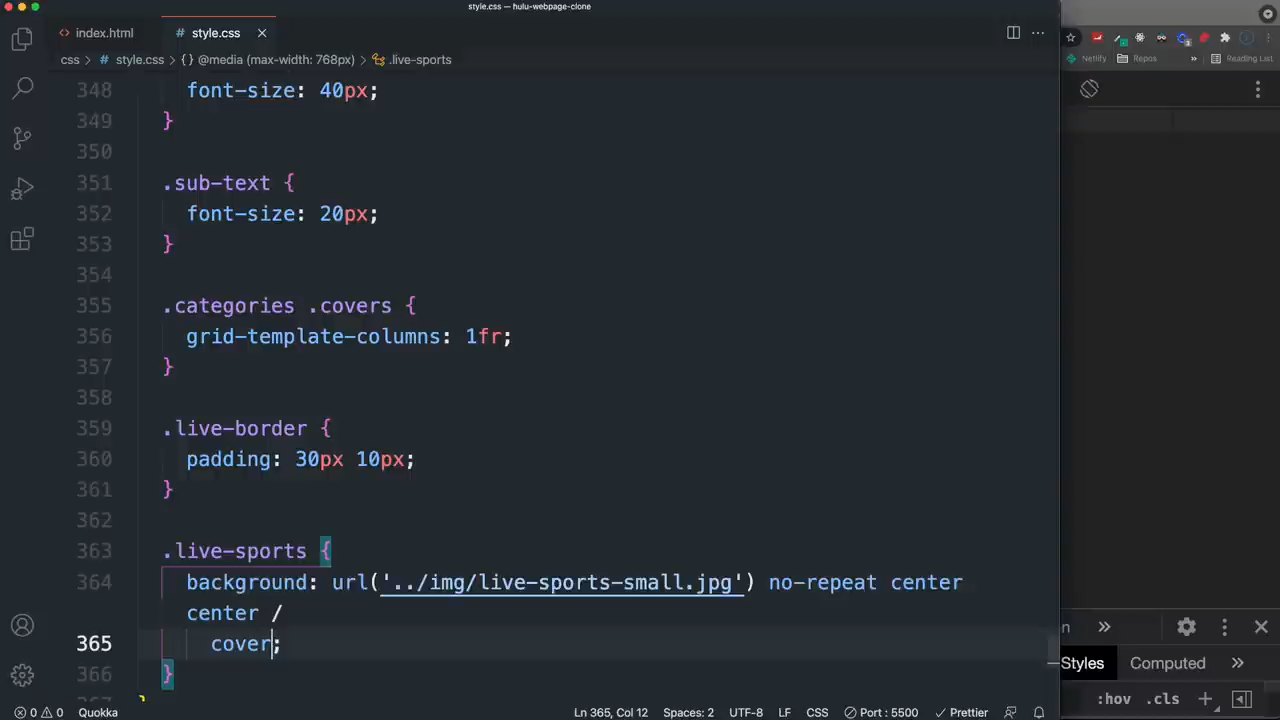 style.css — hulu-webpage-clone
<> index.html
# style.css ×
css > # style.css > {} @media (max-width: 768px) > .live-sports
348 font-size: 40px;
349 }
350
351 .sub-text {
352 font-size: 20px;
353 }
354
355 .categories .covers {
356 grid-template-columns: 1fr;
357 }
358
359 .live-border {
360 padding: 30px 10px;
361 }
362
363 .live-sports {
364 background: url('../img/live-sports-small.jpg') no-repeat center
center /
365 cover;
366 }
0 0 Quokka Ln 365, Col 12 Spaces: 2 UTF-8 LF CSS Port : 5500 Prettier
Netlify Repos » Reading List
»
Styles Computed »
:hov .cls +